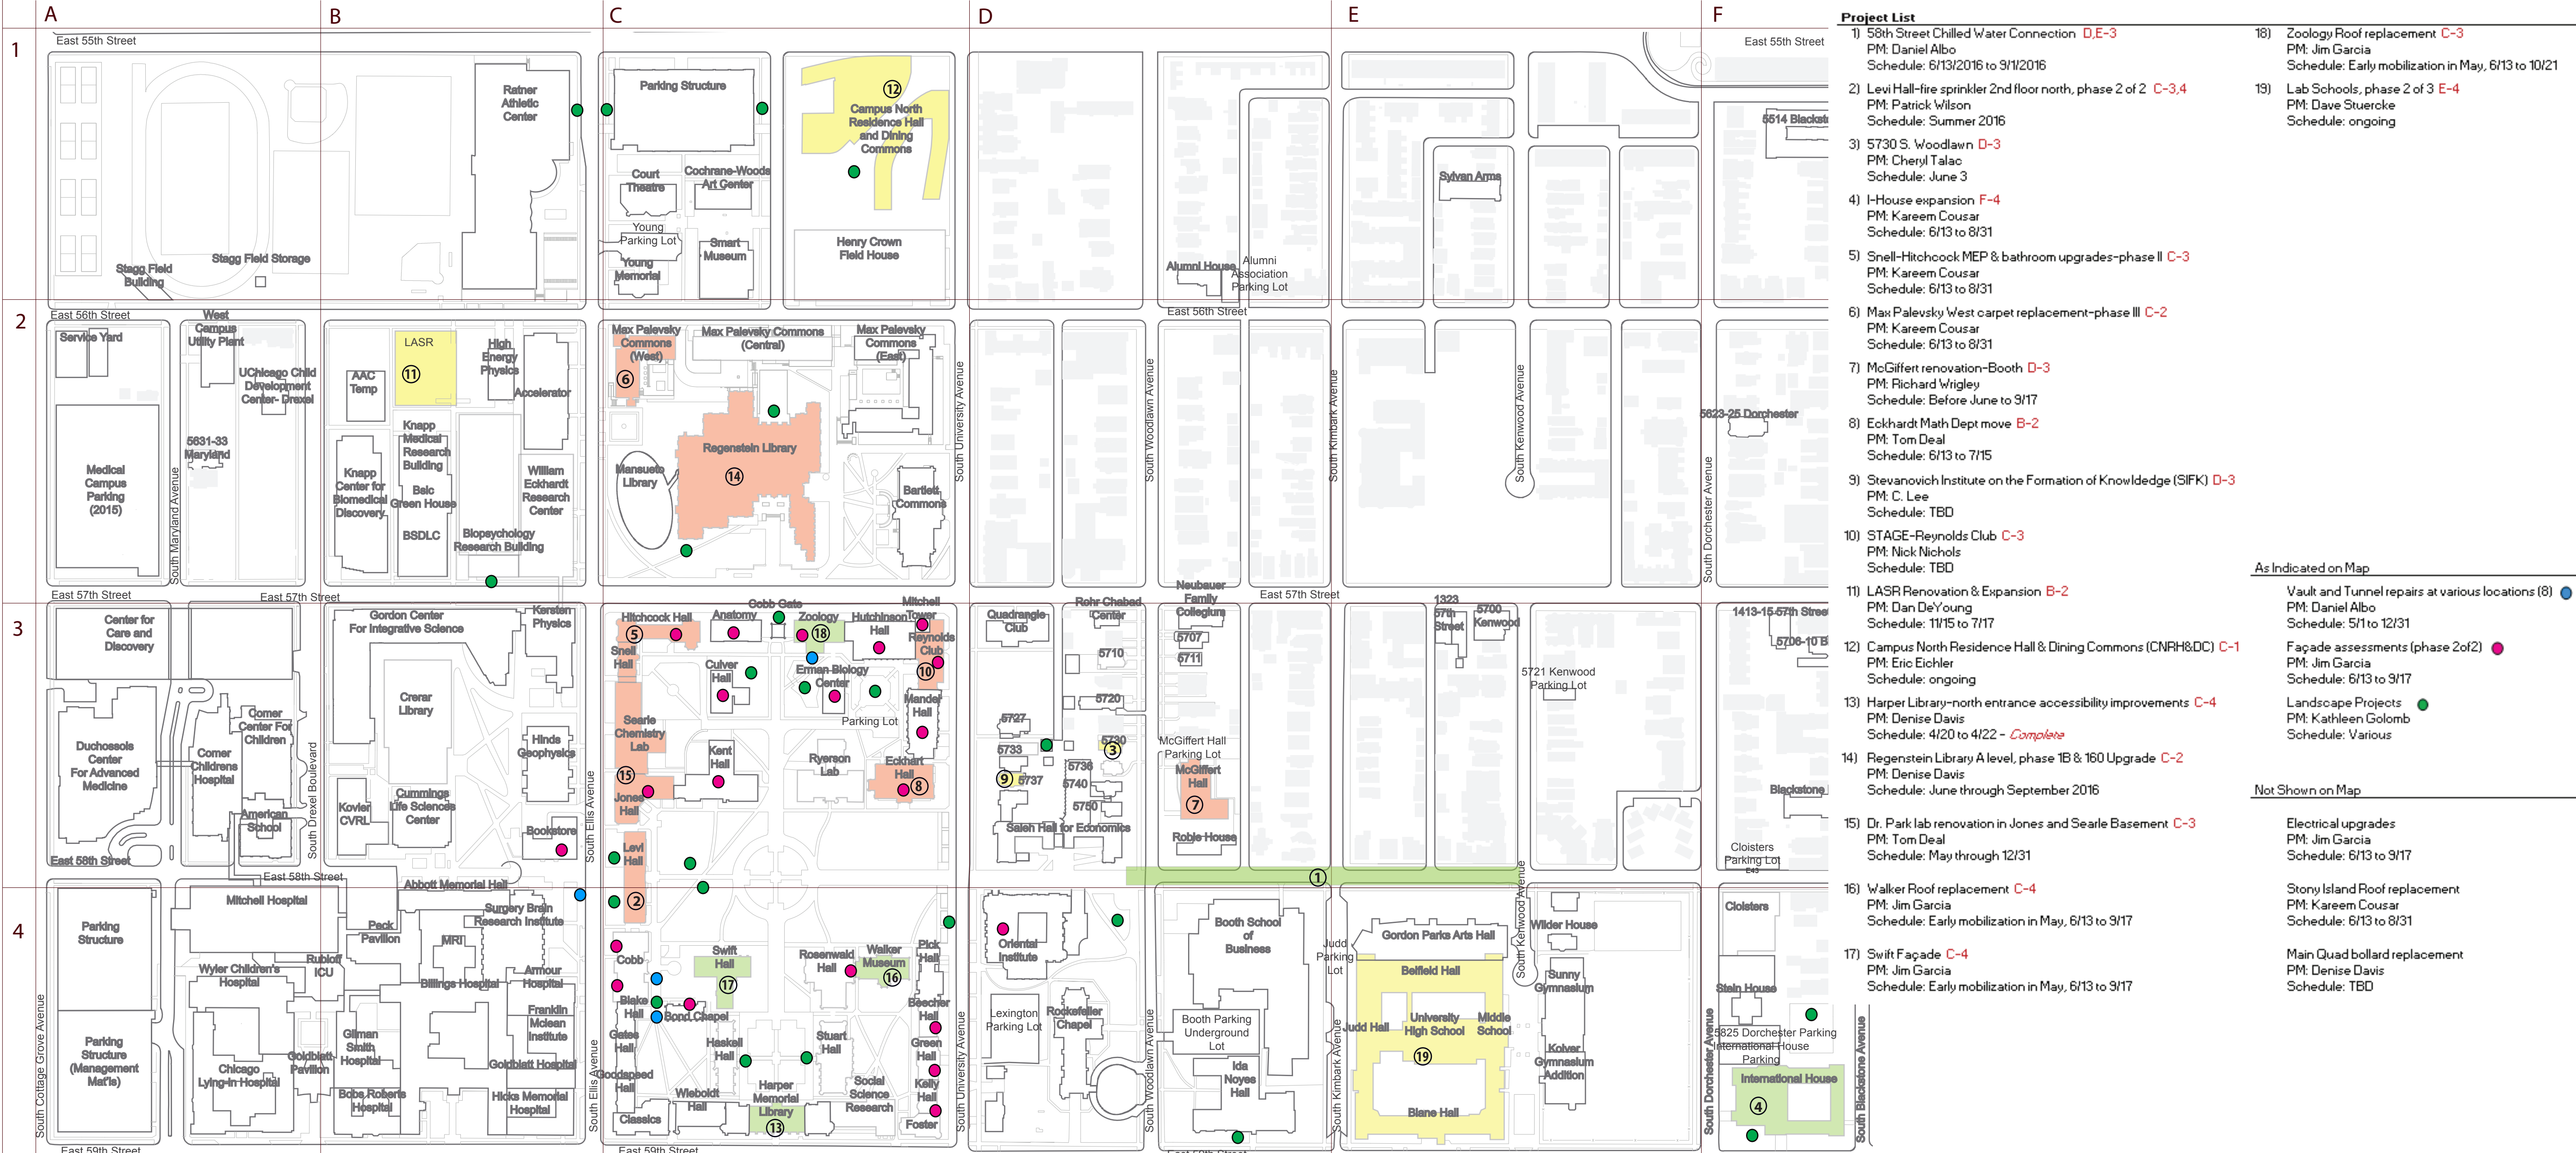 A
B
C
D
E
F
1
East 55th Street
East 55th Street
Ratner
Athletic
Center
Parking Structure
12
Campus North
Residence Hall
and Dining
Commons
Court
Theatre
Cochrane-Woods
Art Center
Young
Parking Lot
Young
Memorial
Smart
Museum
Henry Crown
Field House
Stagg Field
Building
Stagg Field Storage
Alumni House
Alumni
Association
Parking Lot
Sylvan Arms
5514 Blackst
2
East 56th Street
East 56th Street
Service Yard
West
Campus
Utility Plant
UChicago Child
Development
Center- Drexel
5631-33
Maryland
Medical
Campus
Parking
(2015)
South Maryland Avenue
LASR
11
AAC
Temp
High
Energy
Physics
Accelerator
Knapp
Medical
Research
Building
Knapp
Center for
Biomedical
Discovery
Bsic
Green House
BSDLC
William
Eckhardt
Research
Center
Biopsychology
Research Building
Max Palevsky
Commons
(West)
Max Palevsky Commons
(Central)
Max Palevsky
Commons
(East)
6
Regenstein Library
14
Mansueto
Library
Bartlett
Commons
South University Avenue
South Woodlawn Avenue
South Kimbark Avenue
South Kenwood Avenue
South Dorchester Avenue
5623-25 Dorchester
East 57th Street
East 57th Street
East 57th Street
3
Center for
Care and
Discovery
Duchossois
Center
For Advanced
Medicine
Comer
Center For
Children
Comer
Childrens
Hospital
American
School
South Drexel Boulevard
East 58th Street
East 58th Street
Gordon Center
For Integrative Science
Kersten
Physics
Crerar
Library
Hinds
Geophysics
Kovler
CVRL
Cummings
Life Sciences
Center
Bookstore
South Ellis Avenue
Hitchcock Hall
5
Snell
Hall
Anatomy
Cobb Gate
Zoology
18
Hutchinson
Hall
Mitchell
Tower
Reynolds
Club
10
Culver
Hall
Erman Biology
Center
Mandel
Hall
Parking Lot
Searle
Chemistry
Lab
15
Jones
Hall
Kent
Hall
Ryerson
Lab
Eckhart
Hall
8
Levi
Hall
2
Quadrangle
Club
Rohr Chabad
Center
Neubauer
Family
Collegium
5707
5710
5711
5720
5727
5730
3
5733
5736
9
5737
5740
5750
Saieh Hall for Economics
McGiffert Hall
Parking Lot
McGiffert
Hall
7
Robie House
1323
57th
Street
5700
Kenwood
5721 Kenwood
Parking Lot
1413-15 57th Street
5706-10 B
Blackstone
Cloisters
Parking Lot
E43
1
4
Parking
Structure
Parking
Structure
(Management
Mat'ls)
South Cottage Grove Avenue
Mitchell Hospital
Abbott Memorial Hall
Surgery Brain
Research Institute
Peck
Pavilion
MRI
Rubloff
ICU
Wyler Children's
Hospital
Billings Hospital
Armour
Hospital
Franklin
Mclean
Institute
Gilman
Smith
Hospital
Goldblatt
Pavilion
Goldblatt Hospital
Chicago
Lying-In Hospital
Bobs Roberts
Hospital
Hicks Memorial
Hospital
South Ellis Avenue
Cobb
Swift
Hall
17
Rosenwald
Hall
Walker
Museum
16
Pick
Hall
Blake
Hall
Bond Chapel
Beecher
Hall
Gates
Hall
Haskell
Hall
Stuart
Hall
Green
Hall
Goodspeed
Hall
Wieboldt
Hall
Harper
Memorial
Library
13
Social
Science
Research
Kelly
Hall
Classics
Foster
South University Avenue
Oriental
Institute
Lexington
Parking Lot
Rockefeller
Chapel
South Woodlawn Avenue
Booth School
of
Business
Booth Parking
Underground
Lot
Ida
Noyes
Hall
Judd
Parking
Lot
South Kimbark Avenue
Gordon Parks Arts Hall
Belfield Hall
Judd Hall
University
High School
Middle
School
19
Blaine Hall
South Kenwood Avenue
Wilder House
Sunny
Gymnasium
Kolver
Gymnasium
Addition
Cloisters
Stein House
5825 Dorchester Parking
International House
Parking
International House
4
South Dorchester Avenue
South Blackstone Avenue
East 59th Street
East 59th Street
East 59th Street
Project List
1) 58th Street Chilled Water Connection D,E-3
PM: Daniel Albo
Schedule: 6/13/2016 to 9/1/2016
2) Levi Hall-fire sprinkler 2nd floor north, phase 2 of 2 C-3,4
PM: Patrick Wilson
Schedule: Summer 2016
3) 5730 S. Woodlawn D-3
PM: Cheryl Talac
Schedule: June 3
4) I-House expansion F-4
PM: Kareem Cousar
Schedule: 6/13 to 8/31
5) Snell-Hitchcock MEP & bathroom upgrades-phase II C-3
PM: Kareem Cousar
Schedule: 6/13 to 8/31
6) Max Palevsky West carpet replacement-phase III C-2
PM: Kareem Cousar
Schedule: 6/13 to 8/31
7) McGiffert renovation-Booth D-3
PM: Richard Wrigley
Schedule: Before June to 9/17
8) Eckhardt Math Dept move B-2
PM: Tom Deal
Schedule: 6/13 to 7/15
9) Stevanovich Institute on the Formation of Knowldedge (SIFK) D-3
PM: C. Lee
Schedule: TBD
10) STAGE-Reynolds Club C-3
PM: Nick Nichols
Schedule: TBD
11) LASR Renovation & Expansion B-2
PM: Dan DeYoung
Schedule: 11/15 to 7/17
12) Campus North Residence Hall & Dining Commons (CNRH&DC) C-1
PM: Eric Eichler
Schedule: ongoing
13) Harper Library-north entrance accessibility improvements C-4
PM: Denise Davis
Schedule: 4/20 to 4/22 - Complete
14) Regenstein Library A level, phase 1B & 160 Upgrade C-2
PM: Denise Davis
Schedule: June through September 2016
15) Dr. Park lab renovation in Jones and Searle Basement C-3
PM: Tom Deal
Schedule: May through 12/31
16) Walker Roof replacement C-4
PM: Jim Garcia
Schedule: Early mobilization in May, 6/13 to 9/17
17) Swift Façade C-4
PM: Jim Garcia
Schedule: Early mobilization in May, 6/13 to 9/17
18) Zoology Roof replacement C-3
PM: Jim Garcia
Schedule: Early mobilization in May, 6/13 to 10/21
19) Lab Schools, phase 2 of 3 E-4
PM: Dave Stuercke
Schedule: ongoing
As Indicated on Map
Vault and Tunnel repairs at various locations (8)
PM: Daniel Albo
Schedule: 5/1 to 12/31
Façade assessments (phase 2of2)
PM: Jim Garcia
Schedule: 6/13 to 9/17
Landscape Projects
PM: Kathleen Golomb
Schedule: Various
Not Shown on Map
Electrical upgrades
PM: Jim Garcia
Schedule: 6/13 to 9/17
Stony Island Roof replacement
PM: Kareem Cousar
Schedule: 6/13 to 8/31
Main Quad bollard replacement
PM: Denise Davis
Schedule: TBD